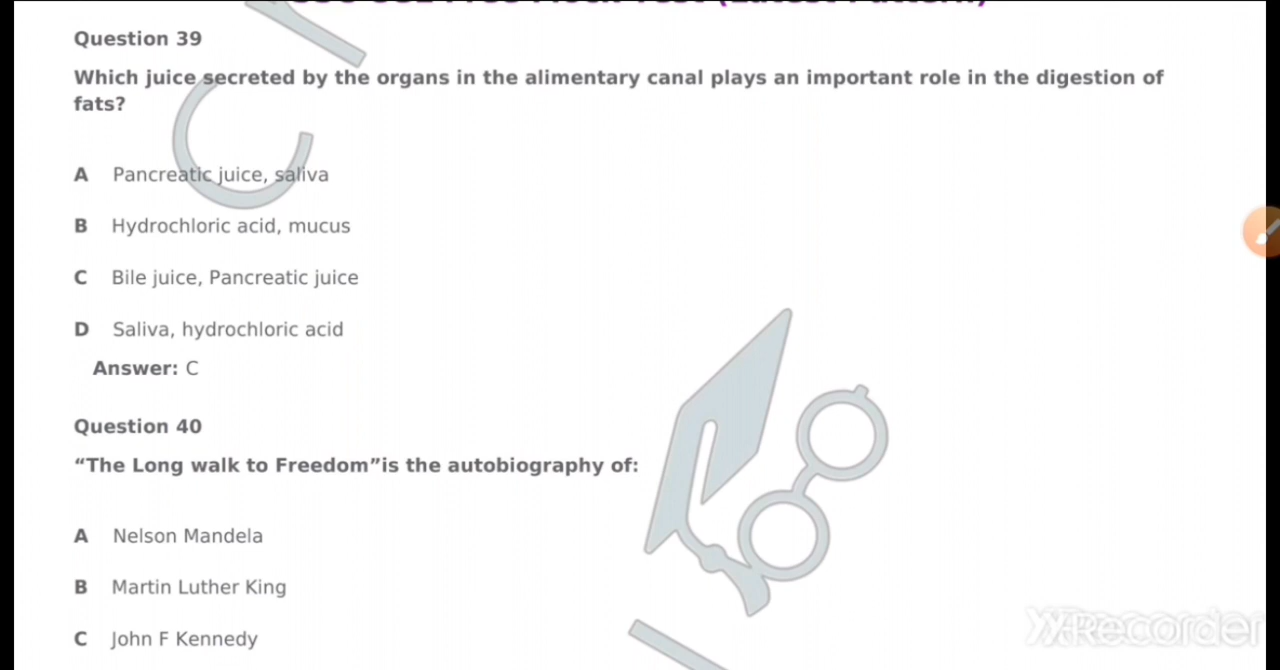 Question 39
Which juice secreted by the organs in the alimentary canal plays an important role in the digestion of
fats?
A Pancreatic juice, saliva
B Hydrochloric acid, mucus
C Bile juice, Pancreatic juice
D Saliva, hydrochloric acid
Answer: C
Question 40
“The Long walk to Freedom”is the autobiography of:
A Nelson Mandela
B Martin Luther King
C John F Kennedy
XRecorder